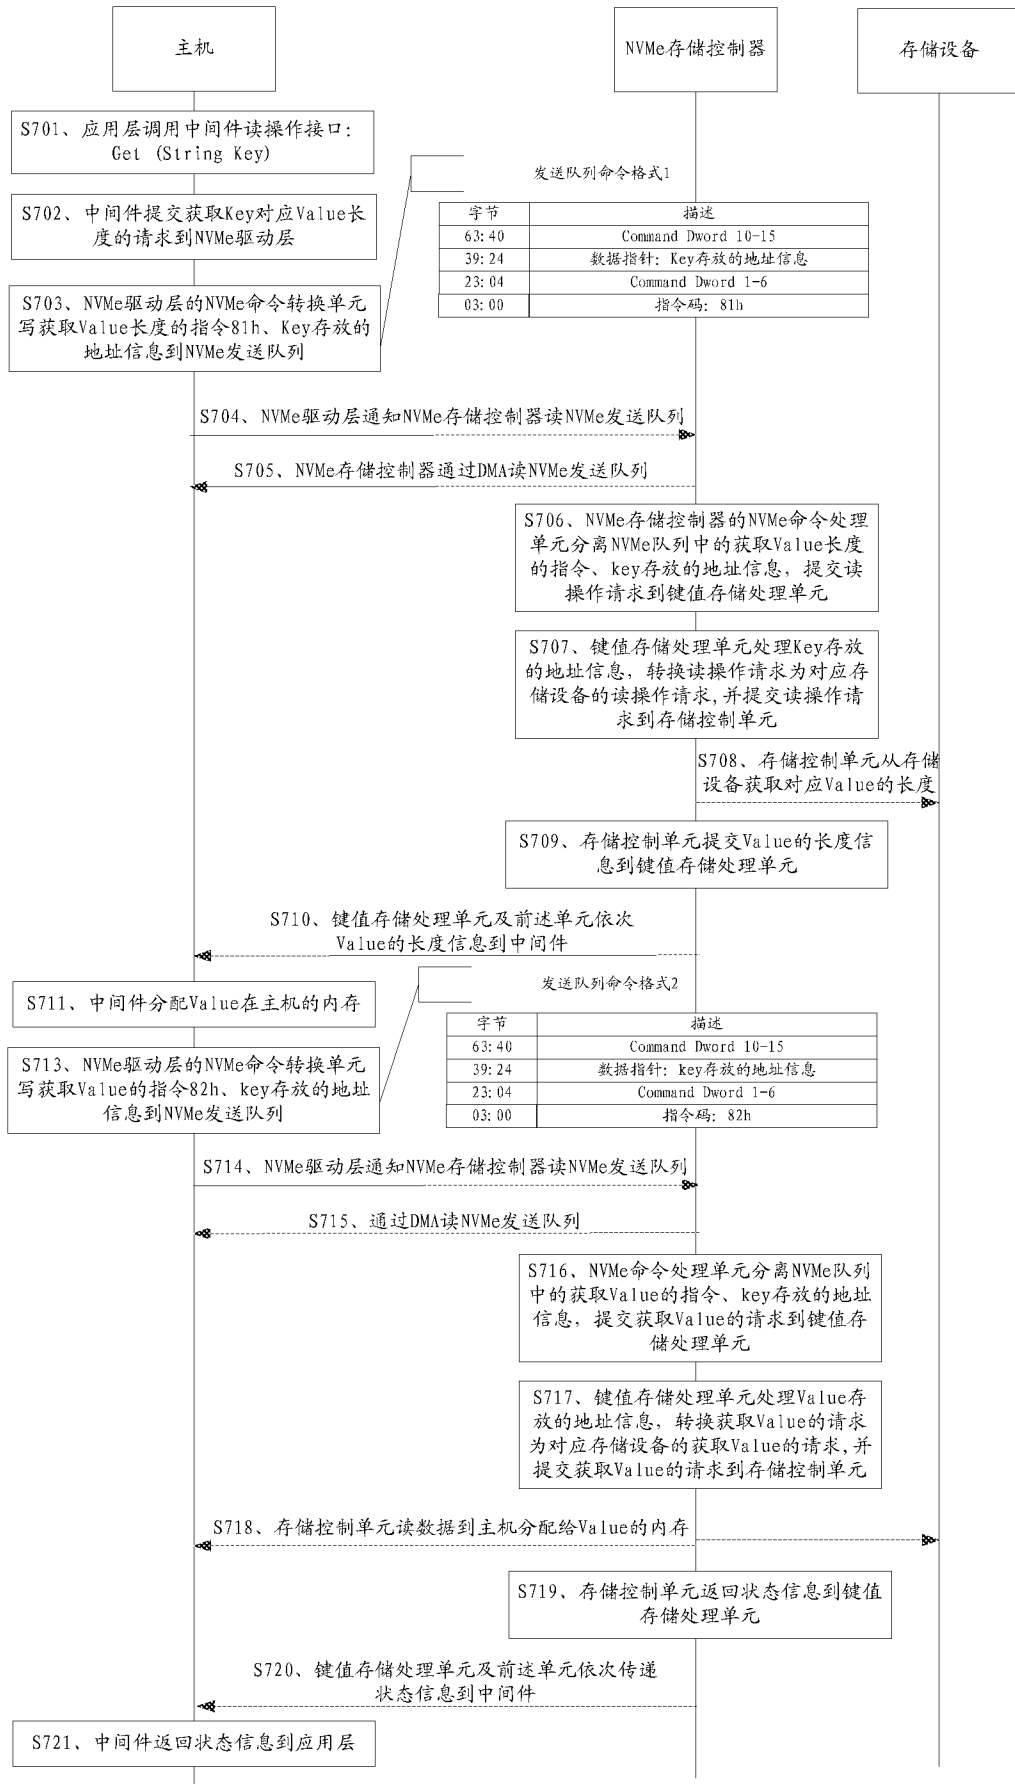 主机
NVMe存储控制器
存储设备
S701、应用层调用中间件读操作接口:
Get (String Key)
S702、中间件提交获取Key对应Value长
度的请求到NVMe驱动层
S703、NVMe驱动层的NVMe命令转换单元
写获取Value长度的指令81h、Key存放的
地址信息到NVMe发送队列
发送队列命令格式1
字节 描述
63:40 Command Dword 10-15
39:24 数据指针: Key存放的地址信息
23:04 Command Dword 1-6
03:00 指令码: 81h
S704、NVMe驱动层通知NVMe存储控制器读NVMe发送队列
S705、NVMe存储控制器通过DMA读NVMe发送队列
S706、NVMe存储控制器的NVMe命令处理
单元分离NVMe队列中的获取Value长度
的指令、key存放的地址信息，提交读
操作请求到键值存储处理单元
S707、键值存储处理单元处理Key存放
的地址信息，转换读操作请求为对应存
储设备的读操作请求,并提交读操作请
求到存储控制单元
S708、存储控制单元从存储
设备获取对应Value的长度
S709、存储控制单元提交Value的长度信
息到键值存储处理单元
S710、键值存储处理单元及前述单元依次
Value的长度信息到中间件
S711、中间件分配Value在主机的内存
S713、NVMe驱动层的NVMe命令转换单元
写获取Value的指令82h、key存放的地址
信息到NVMe发送队列
发送队列命令格式2
字节 描述
63:40 Command Dword 10-15
39:24 数据指针: key存放的地址信息
23:04 Command Dword 1-6
03:00 指令码: 82h
S714、NVMe驱动层通知NVMe存储控制器读NVMe发送队列
S715、通过DMA读NVMe发送队列
S716、NVMe命令处理单元分离NVMe队列
中的获取Value的指令、key存放的地址
信息，提交获取Value的请求到键值存
储处理单元
S717、键值存储处理单元处理Value存
放的地址信息，转换获取Value的请求
为对应存储设备的获取Value的请求,并
提交获取Value的请求到存储控制单元
S718、存储控制单元读数据到主机分配给Value的内存
S719、存储控制单元返回状态信息到键值
存储处理单元
S720、键值存储处理单元及前述单元依次传递
状态信息到中间件
S721、中间件返回状态信息到应用层